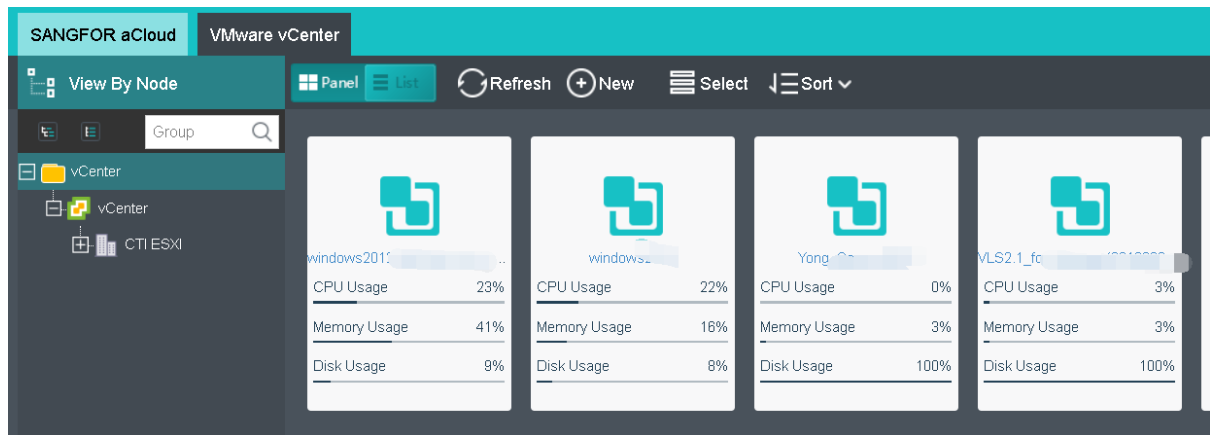 SANGFOR aCloud VMware vCenter
View By Node
Panel List Refresh New Select Sort
Group
vCenter
vCenter
CTI ESXI
CPU Usage 23%
Memory Usage 41%
Disk Usage 9%
CPU Usage 22%
Memory Usage 16%
Disk Usage 8%
Yong
CPU Usage 0%
Memory Usage 3%
Disk Usage 100%
CPU Usage 3%
Memory Usage 3%
Disk Usage 100%